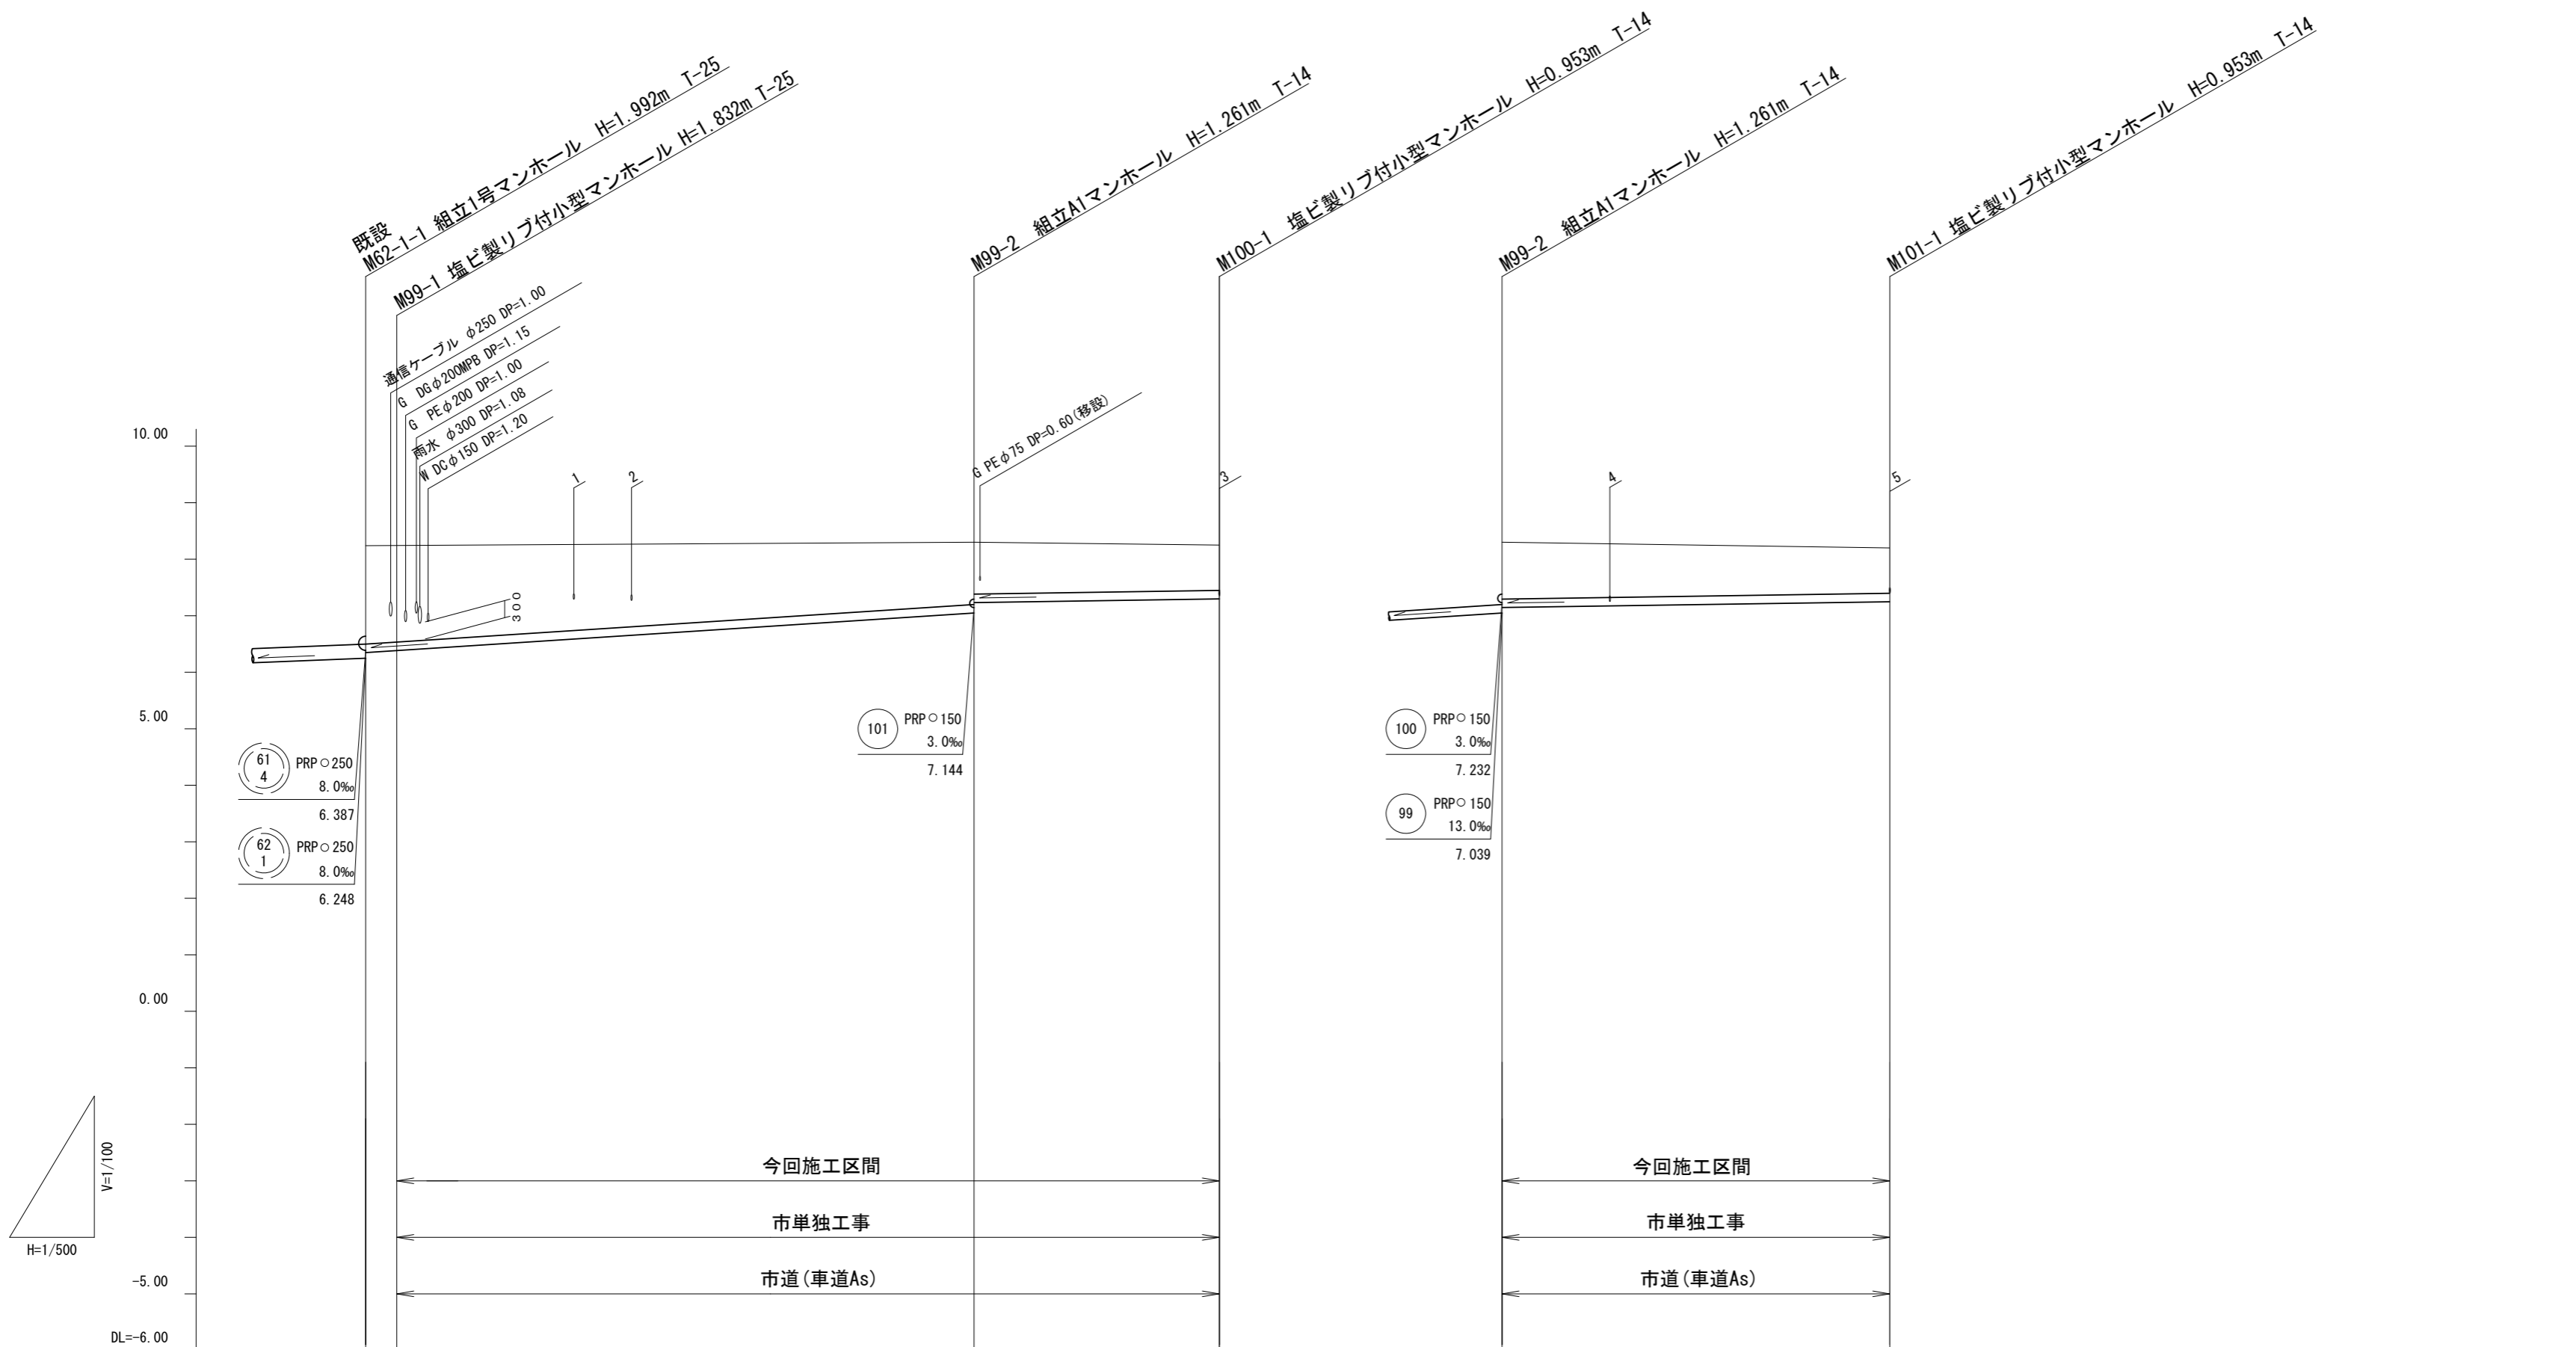 既設
M62-1-1 組立1号マンホール H=1.992m T-25
M99-1 塩ビ製リブ付小型マンホール H=1.832m T-25
M99-2 組立A1マンホール H=1.261m T-14
M100-1 塩ビ製リブ付小型マンホール H=0.953m T-14
M99-2 組立A1マンホール H=1.261m T-14
M101-1 塩ビ製リブ付小型マンホール H=0.953m T-14
通信ケーブル φ250 DP=1.00
G DGφ200MPB DP=1.15
G PEφ200 DP=1.00
雨水 φ300 DP=1.08
W DCφ150 DP=1.20
1
2
G PEφ75 DP=0.60(移設)
3
4
5
10.00
300
5.00
61
4
PRP○250
8.0‰
6.387
62
1
PRP○250
8.0‰
6.248
101
PRP○150
3.0‰
7.144
100
PRP○150
3.0‰
7.232
99
PRP○150
13.0‰
7.039
0.00
V=1/100
H=1/500
今回施工区間
今回施工区間
市単独工事
市単独工事
-5.00
市道(車道As)
市道(車道As)
DL=-6.00